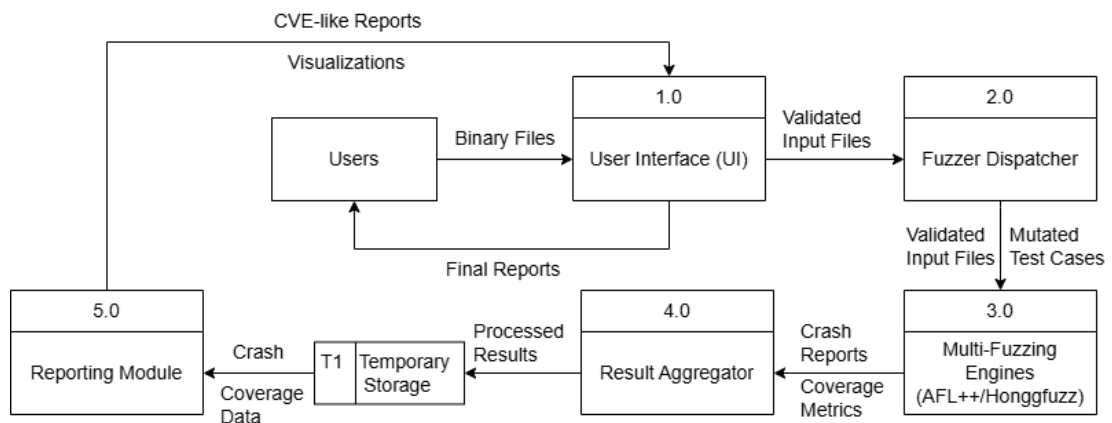 CVE-like Reports
Visualizations
Users
Binary Files
1.0
User Interface (UI)
Validated
Input Files
2.0
Fuzzer Dispatcher
Final Reports
Validated
Input Files
Mutated
Test Cases
5.0
Reporting Module
Crash
Coverage
Data
T1
Temporary
Storage
Processed
Results
4.0
Result Aggregator
Crash
Reports
Coverage
Metrics
3.0
Multi-Fuzzing
Engines
(AFL++/Honggfuzz)